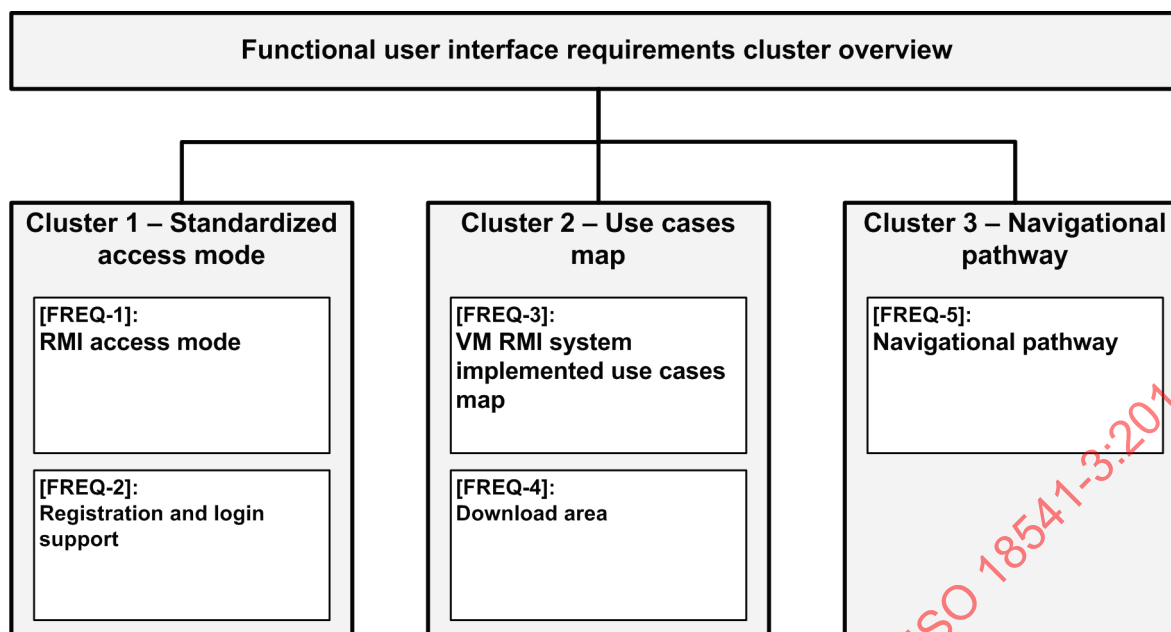 Functional user interface requirements cluster overview
Cluster 1 – Standardized
access mode
[FREQ-1]:
RMI access mode
[FREQ-2]:
Registration and login
support
Cluster 2 – Use cases
map
[FREQ-3]:
VM RMI system
implemented use cases
map
[FREQ-4]:
Download area
Cluster 3 – Navigational
pathway
[FREQ-5]:
Navigational pathway
ISO 18541-3:201